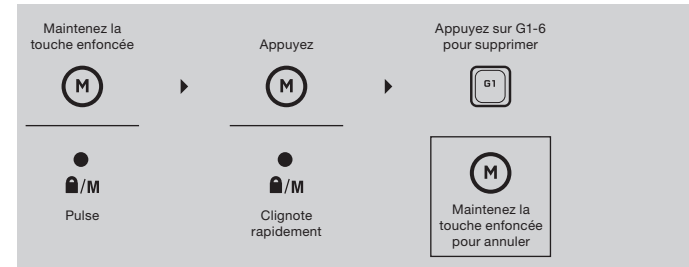 Maintenez la
touche enfoncée
M
Pulse
/M
Appuyez
M
/M
Clignote
rapidement
Appuyez sur G1-6
pour supprimer
G1
M
Maintenez la
touche enfoncée
pour annuler